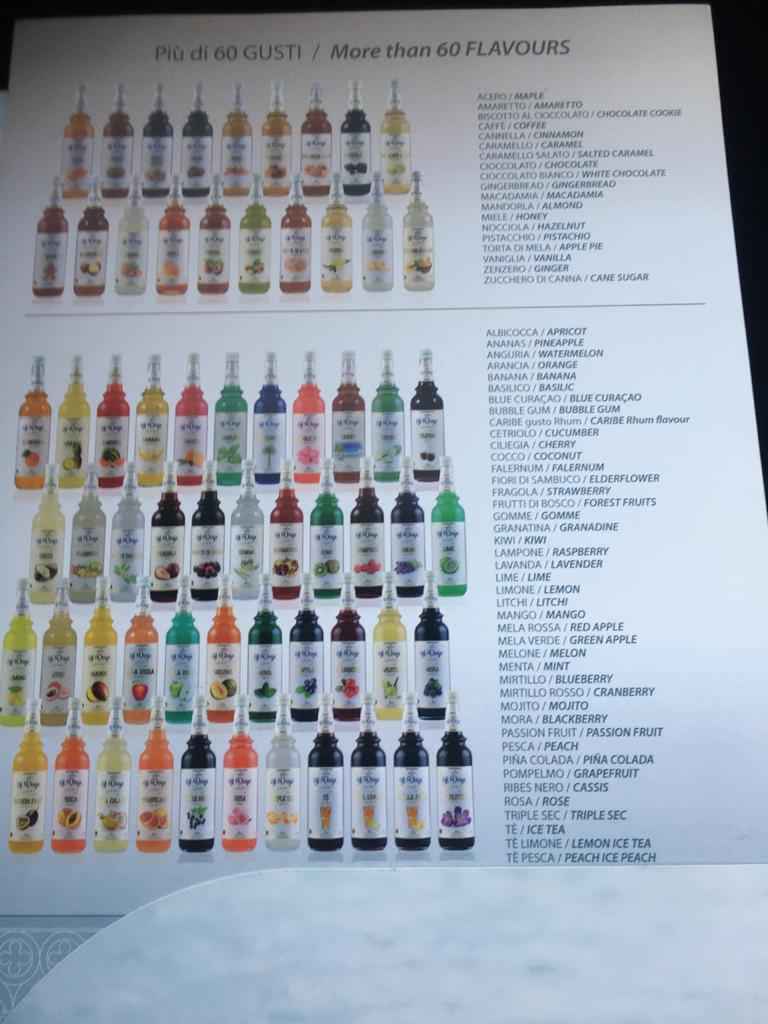 Più di 60 GUSTI / More than 60 FLAVOURS
ACERO / MAPLE
AMARETTO / AMARETTO
BISCOTTO AL CIOCCOLATO / CHOCOLATE COOKIE
CAFFÈ / COFFEE
CANNELLA / CINNAMON
CARAMELLO / CARAMEL
CARAMELLO SALATO / SALTED CARAMEL
CIOCCOLATO / CHOCOLATE
CIOCCOLATO BIANCO / WHITE CHOCOLATE
GINGERBREAD / GINGERBREAD
MACADAMIA / MACADAMIA
MANDORLA / ALMOND
MIELE / HONEY
NOCCIOLA / HAZELNUT
PISTACCHIO / PISTACHIO
TORTA DI MELA / APPLE PIE
VANIGLIA / VANILLA
ZENZERO / GINGER
ZUCCHERO DI CANNA / CANE SUGAR
ALBICOCCA / APRICOT
ANANAS / PINEAPPLE
ANGURIA / WATERMELON
ARANCIA / ORANGE
BANANA / BANANA
BASILICO / BASILIC
BLUE CURAÇAO / BLUE CURAÇAO
BUBBLE GUM / BUBBLE GUM
CARIBE gusto Rhum / CARIBE Rhum flavour
CETRIOLO / CUCUMBER
CILIEGIA / CHERRY
COCCO / COCONUT
FALERNUM / FALERNUM
FIORI DI SAMBUCO / ELDERFLOWER
FRAGOLA / STRAWBERRY
FRUTTI DI BOSCO / FOREST FRUITS
GOMME / GOMME
GRANATINA / GRANADINE
KIWI / KIWI
LAMPONE / RASPBERRY
LAVANDA / LAVENDER
LIME / LIME
LIMONE / LEMON
LITCHI / LITCHI
MANGO / MANGO
MELA ROSSA / RED APPLE
MELA VERDE / GREEN APPLE
MELONE / MELON
MENTA / MINT
MIRTILLO / BLUEBERRY
MIRTILLO ROSSO / CRANBERRY
MOJITO / MOJITO
MORA / BLACKBERRY
PASSION FRUIT / PASSION FRUIT
PESCA / PEACH
PIÑA COLADA / PIÑA COLADA
POMPELMO / GRAPEFRUIT
RIBES NERO / CASSIS
ROSA / ROSE
TRIPLE SEC / TRIPLE SEC
TÈ / ICE TEA
TÈ LIMONE / LEMON ICE TEA
TÈ PESCA / PEACH ICE PEACH